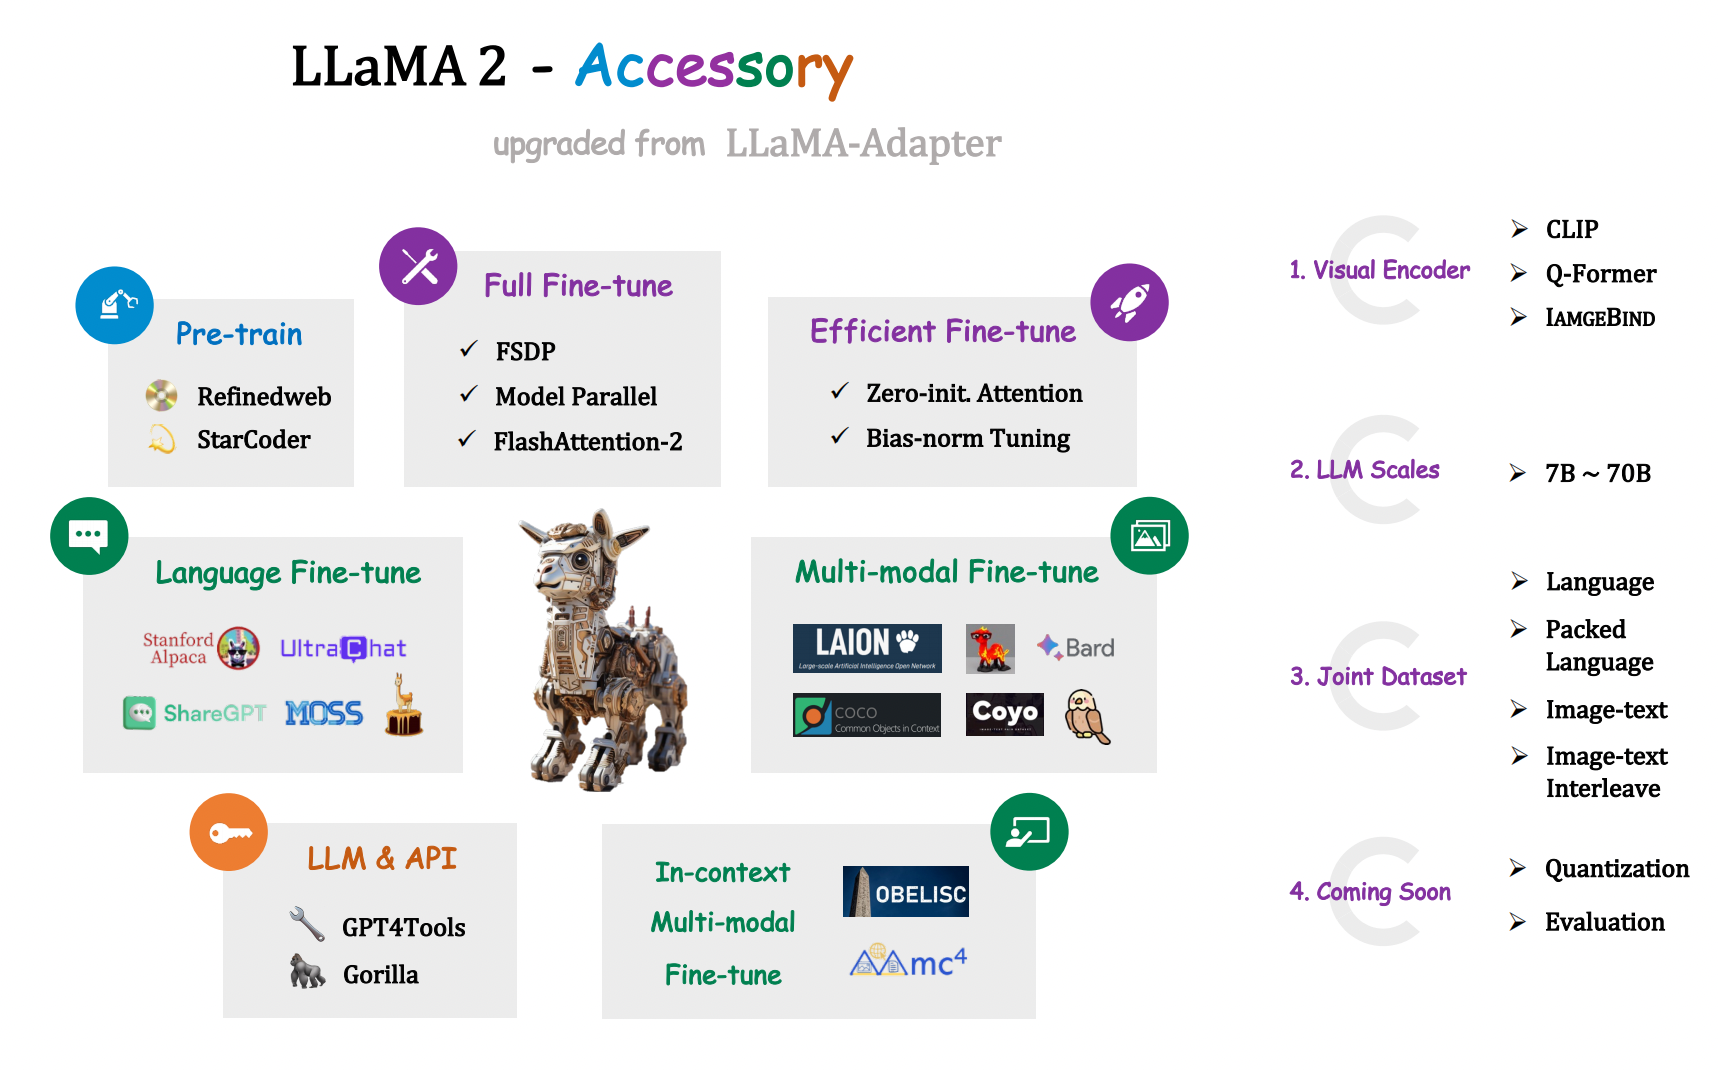 LLaMA 2 - Accessory
upgraded from LLaMA-Adapter
Pre-train
Refinedweb
StarCoder
Full Fine-tune
FSDP
Model Parallel
FlashAttention-2
Efficient Fine-tune
Zero-init. Attention
Bias-norm Tuning
Language Fine-tune
Stanford
Alpaca
UltraChat
ShareGPT
MOSS
Multi-modal Fine-tune
LAION
Large-scale Artificial Intelligence Open Network
Bard
COCO
Common Objects in Context
Coyo
LLM & API
GPT4Tools
Gorilla
In-context
Multi-modal
Fine-tune
OBELISC
mc4
1. Visual Encoder
CLIP
Q-Former
IAMGEBIND
2. LLM Scales
7B ~ 70B
3. Joint Dataset
Language
Packed
Language
Image-text
Image-text
Interleave
4. Coming Soon
Quantization
Evaluation